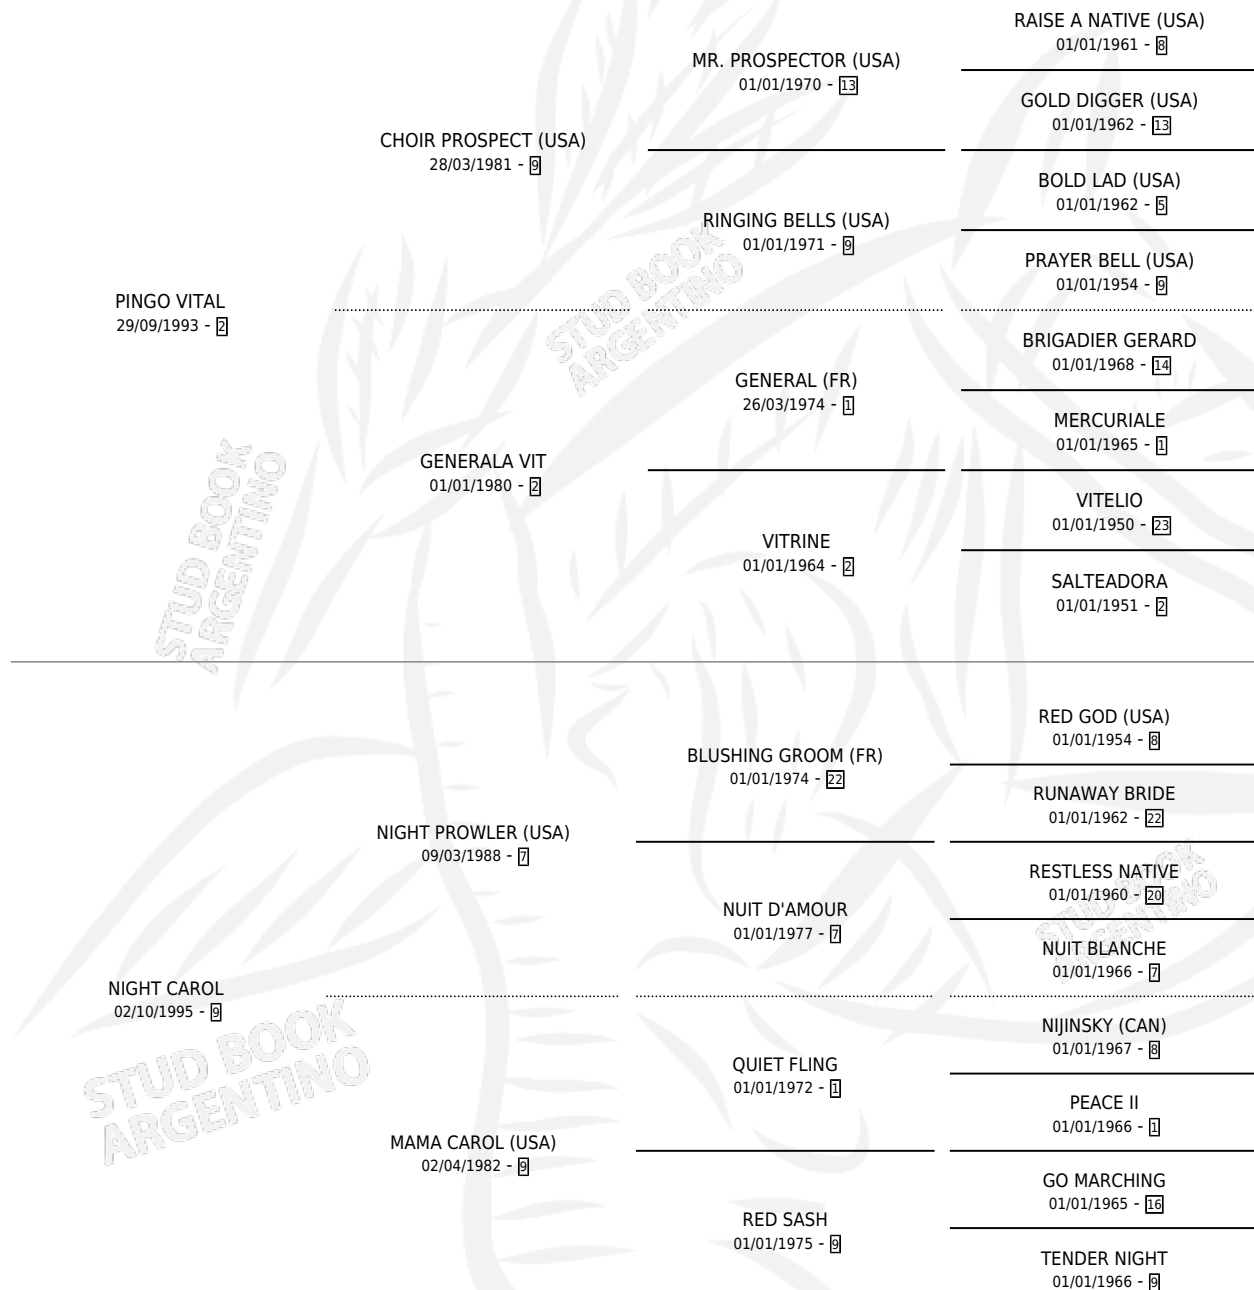 RAISE A NATIVE (USA)
01/01/1961 - 8
MR. PROSPECTOR (USA)
01/01/1970 - 13
GOLD DIGGER (USA)
01/01/1962 - 13
CHOIR PROSPECT (USA)
28/03/1981 - 9
BOLD LAD (USA)
01/01/1962 - 5
RINGING BELLS (USA)
01/01/1971 - 9
PRAYER BELL (USA)
01/01/1954 - 9
STUD BOOK
ARGENTINO
PINGO VITAL
29/09/1993 - 2
BRIGADIER GERARD
01/01/1968 - 14
GENERAL (FR)
26/03/1974 - 1
MERCURIALE
01/01/1965 - 1
GENERALA VIT
01/01/1980 - 2
VITELIO
01/01/1950 - 23
VITRINE
01/01/1964 - 2
SALTEADORA
01/01/1951 - 2
STUD BOOK
ARGENTINO
RED GOD (USA)
01/01/1954 - 8
BLUSHING GROOM (FR)
01/01/1974 - 22
RUNAWAY BRIDE
01/01/1962 - 22
NIGHT PROWLER (USA)
09/03/1988 - 7
RESTLESS NATIVE
01/01/1960 - 20
STUD BOOK
ARGENTINO
NUIT D'AMOUR
01/01/1977 - 7
NUIT BLANCHE
01/01/1966 - 7
NIGHT CAROL
02/10/1995 - 9
STUD BOOK
ARGENTINO
NIJINSKY (CAN)
01/01/1967 - 8
QUIET FLING
01/01/1972 - 1
PEACE II
01/01/1966 - 1
MAMA CAROL (USA)
02/04/1982 - 9
GO MARCHING
01/01/1965 - 16
RED SASH
01/01/1975 - 9
TENDER NIGHT
01/01/1966 - 9